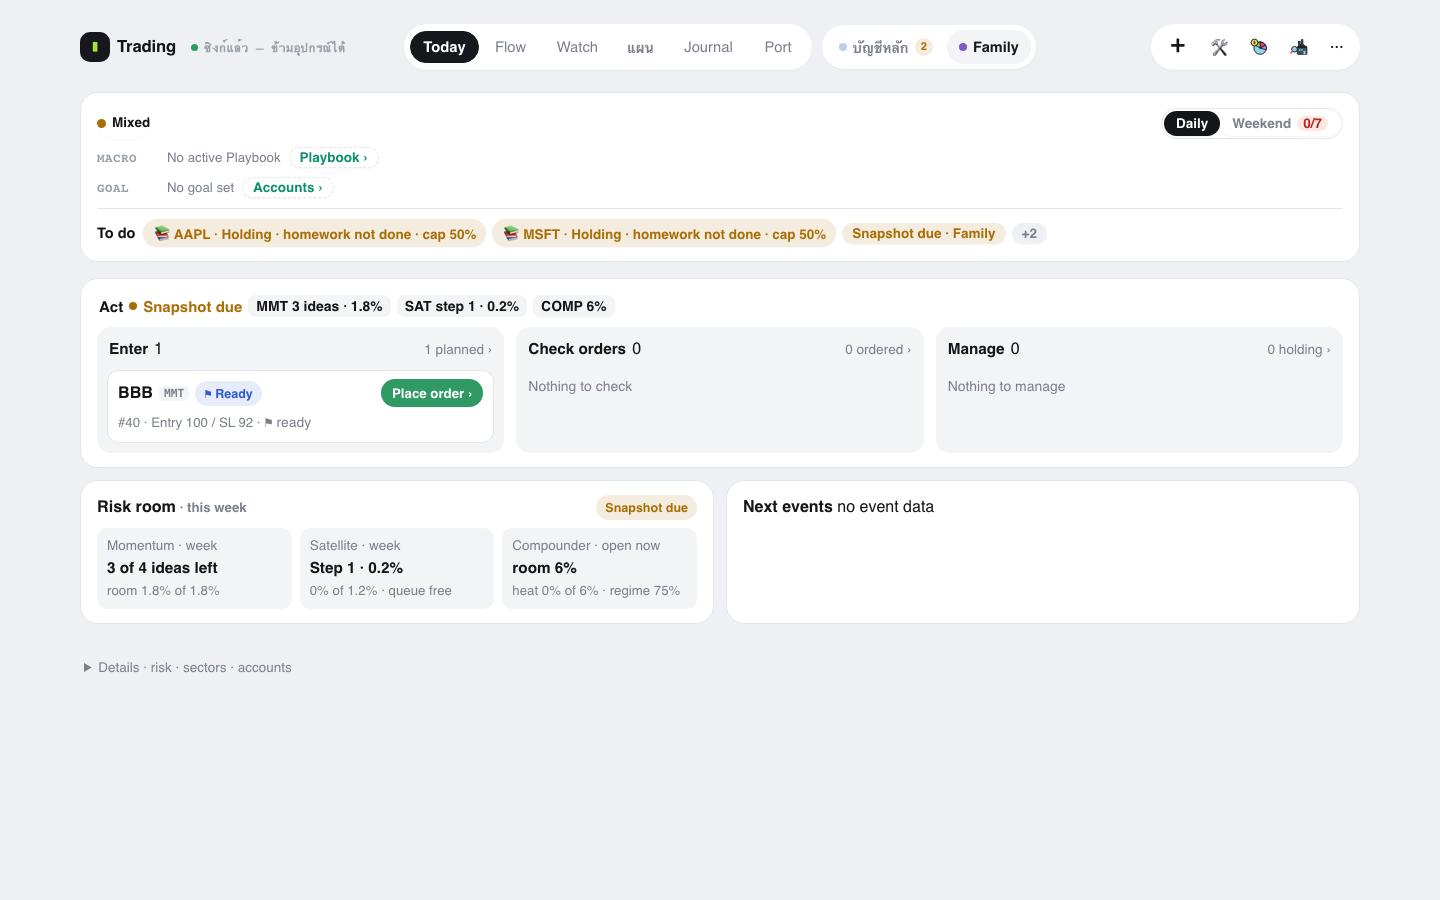 Trading ซิงก์แล้ว — ข้ามอุปกรณ์ได้ Today Flow Watch แผน Journal Port บัญชีหลัก 2 Family + ···
Mixed Daily Weekend 0/7
MACRO No active Playbook Playbook ›
GOAL No goal set Accounts ›
To do AAPL · Holding · homework not done · cap 50% MSFT · Holding · homework not done · cap 50% Snapshot due · Family +2
Act Snapshot due MMT 3 ideas · 1.8% SAT step 1 · 0.2% COMP 6%
Enter 1 1 planned › Check orders 0 0 ordered › Manage 0 0 holding ›
Nothing to check Nothing to manage
BBB MMT ⚑ Ready Place order ›
#40 · Entry 100 / SL 92 · ⚑ ready
Risk room · this week Snapshot due Next events no event data
Momentum · week Satellite · week Compounder · open now
3 of 4 ideas left Step 1 · 0.2% room 6%
room 1.8% of 1.8% 0% of 1.2% · queue free heat 0% of 6% · regime 75%
▶ Details · risk · sectors · accounts